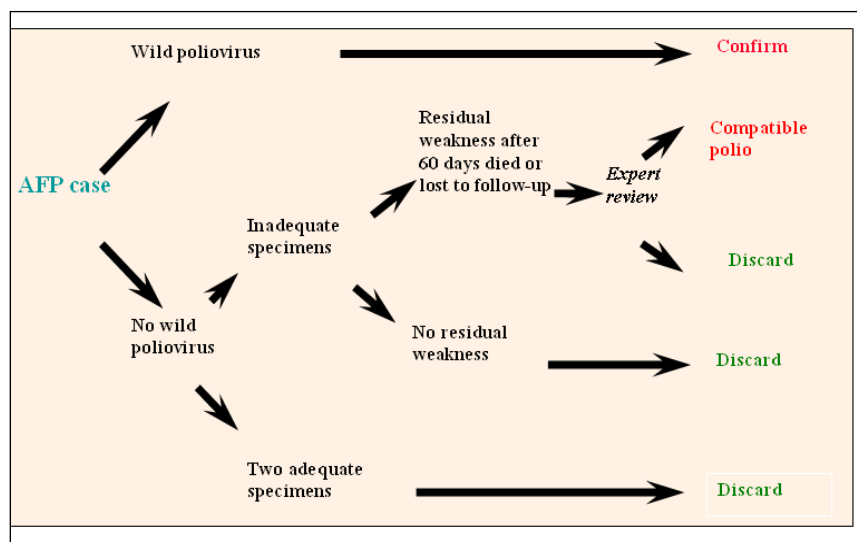 Wild poliovirus
Confirm
Residual
weakness after
60 days died or
lost to follow-up
Compatible
polio
AFP case
Expert
review
Inadequate
specimens
Discard
No wild
poliovirus
No residual
weakness
Discard
Two adequate
specimens
Discard